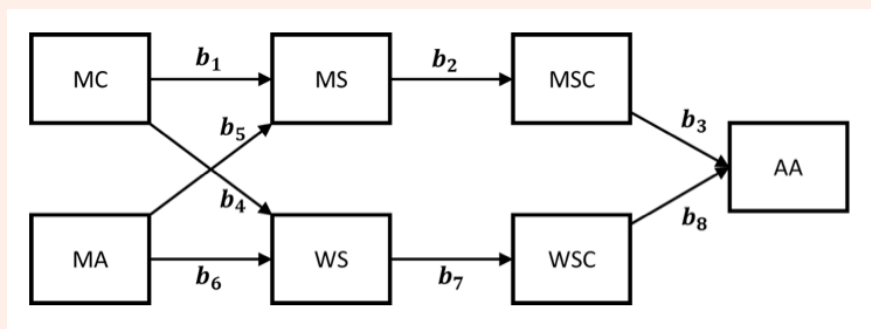 b₁ b₂
MC MS MSC
b₅ b₃
AA
b₄ b₈
MA WS WSC
b₆ b₇